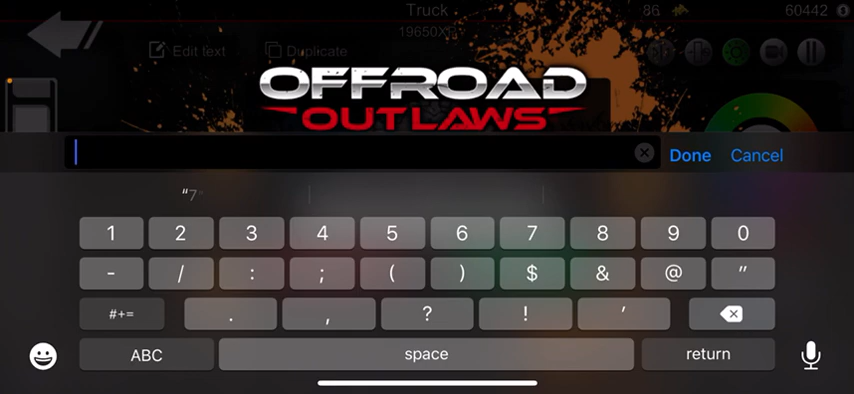 Truck
86
60442
19650XP
Edit text
Duplicate
OFFROAD
OUTLAWS
Done Cancel
"7"
1 2 3 4 5 6 7 8 9 0
- / : ; ( ) $ & @ "
#+= . , ? ! '
ABC space return